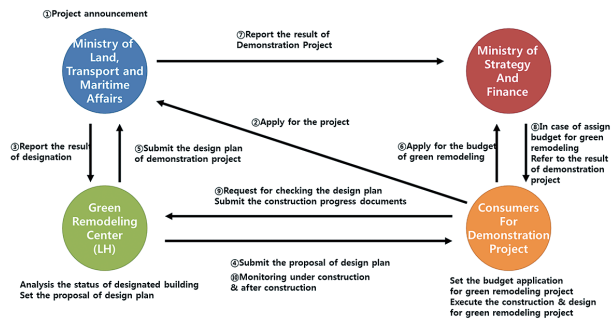 ①Project announcement
⑦Report the result of
Demonstration Project
Ministry of
Land,
Transport and
Maritime
Affairs
Ministry of
Strategy
And
Finance
②Apply for the project
③Report the result
of designation
⑤Submit the design plan
of demonstration project
⑥Apply for the budget
of green remodeling
⑧In case of assign
budget for green
remodeling
Refer to the result
of demonstration
project
⑨Request for checking the design plan
Submit the construction progress documents
Green
Remodeling
Center
(LH)
Consumers
For
Demonstration
Project
④Submit the proposal of design plan
⑩Monitoring under construction
& after construction
Analysis the status of designated building
Set the proposal of design plan
Set the budget application
for green remodeling project
Execute the construction & design
for green remodeling project